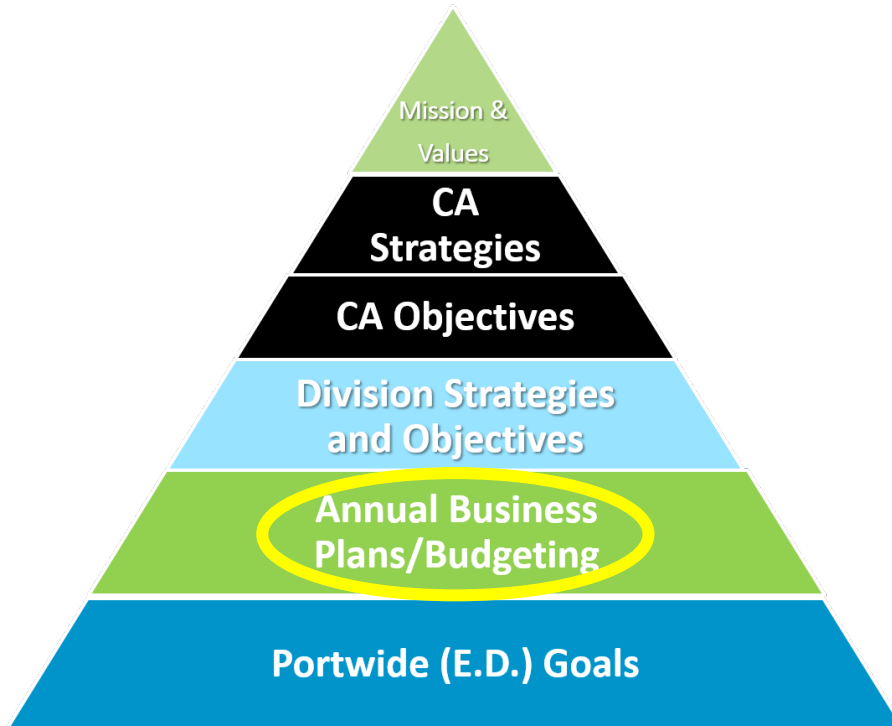 Mission &
Values
CA
Strategies
CA Objectives
Division Strategies
and Objectives
Annual Business
Plans/Budgeting
Portwide (E.D.) Goals